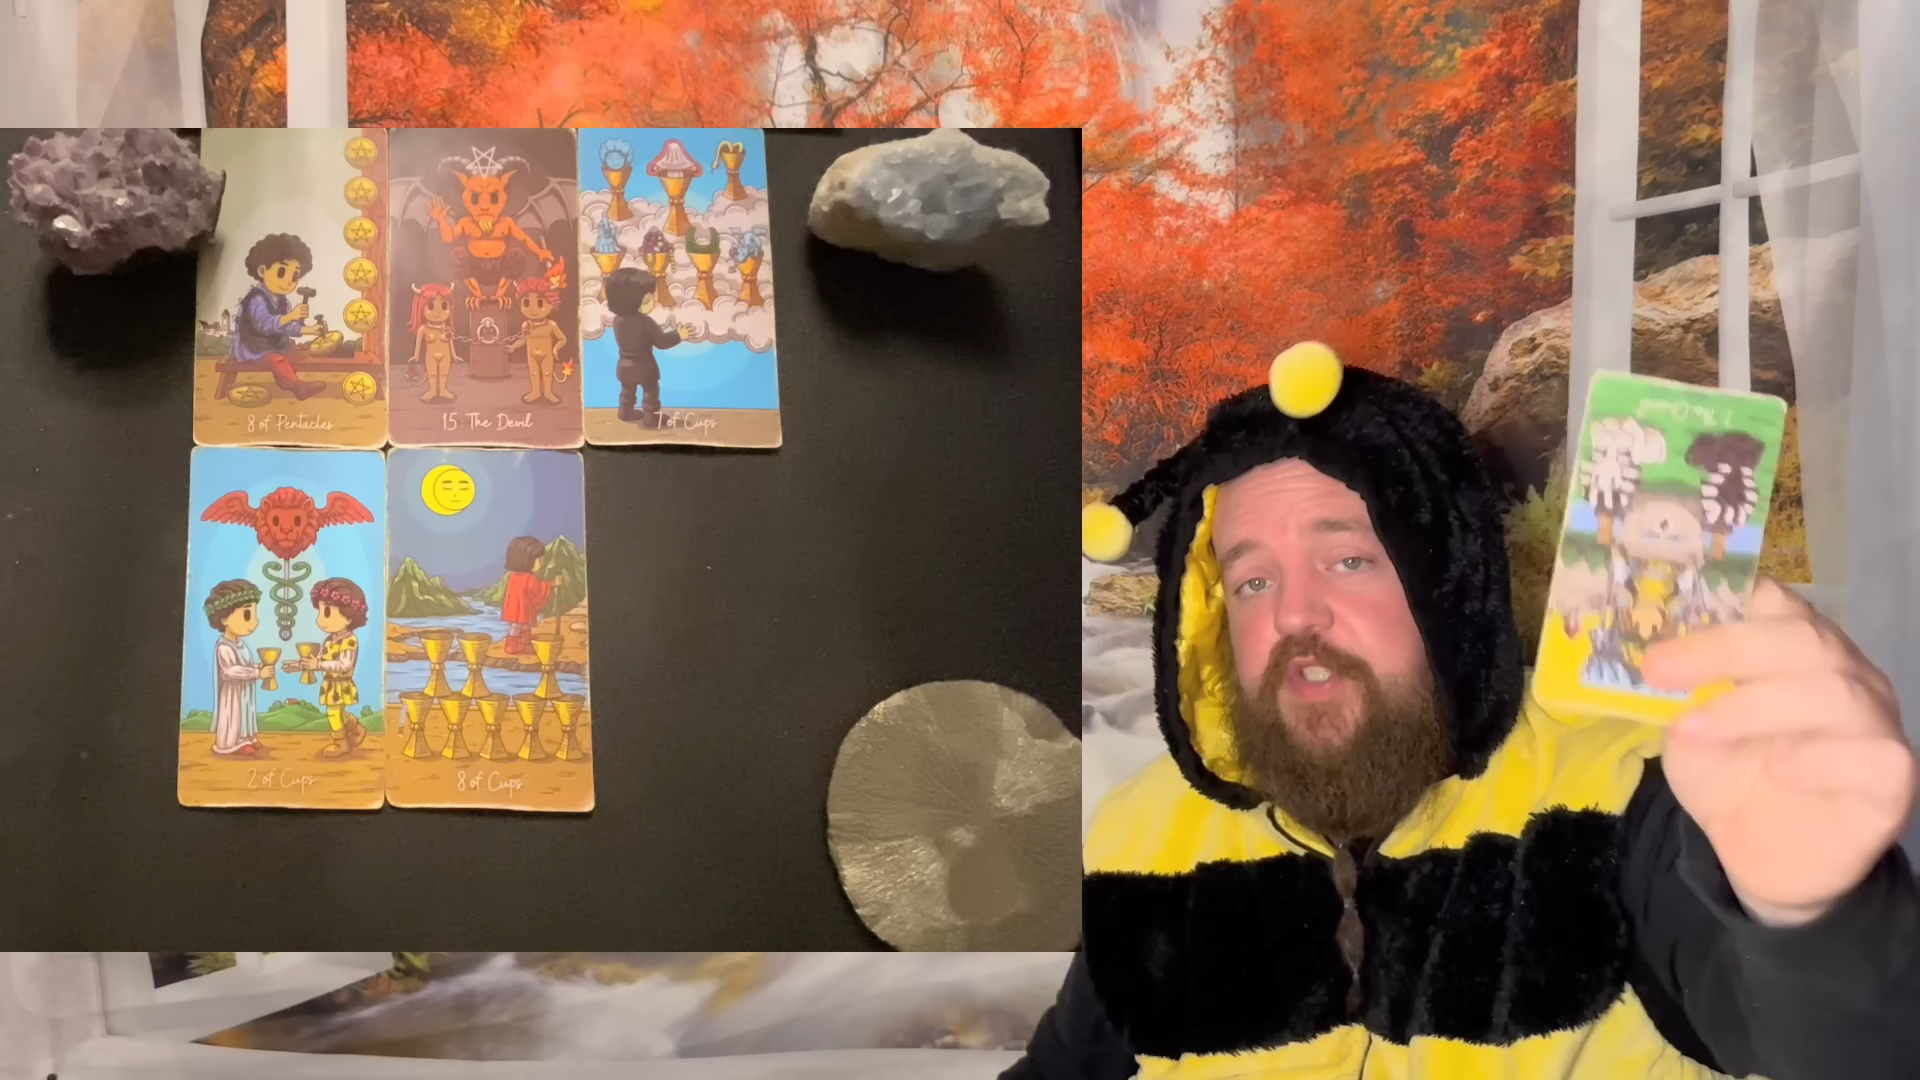 8 of Pentacles
15: The Devil
7 of Cups
2 of Cups
8 of Cups